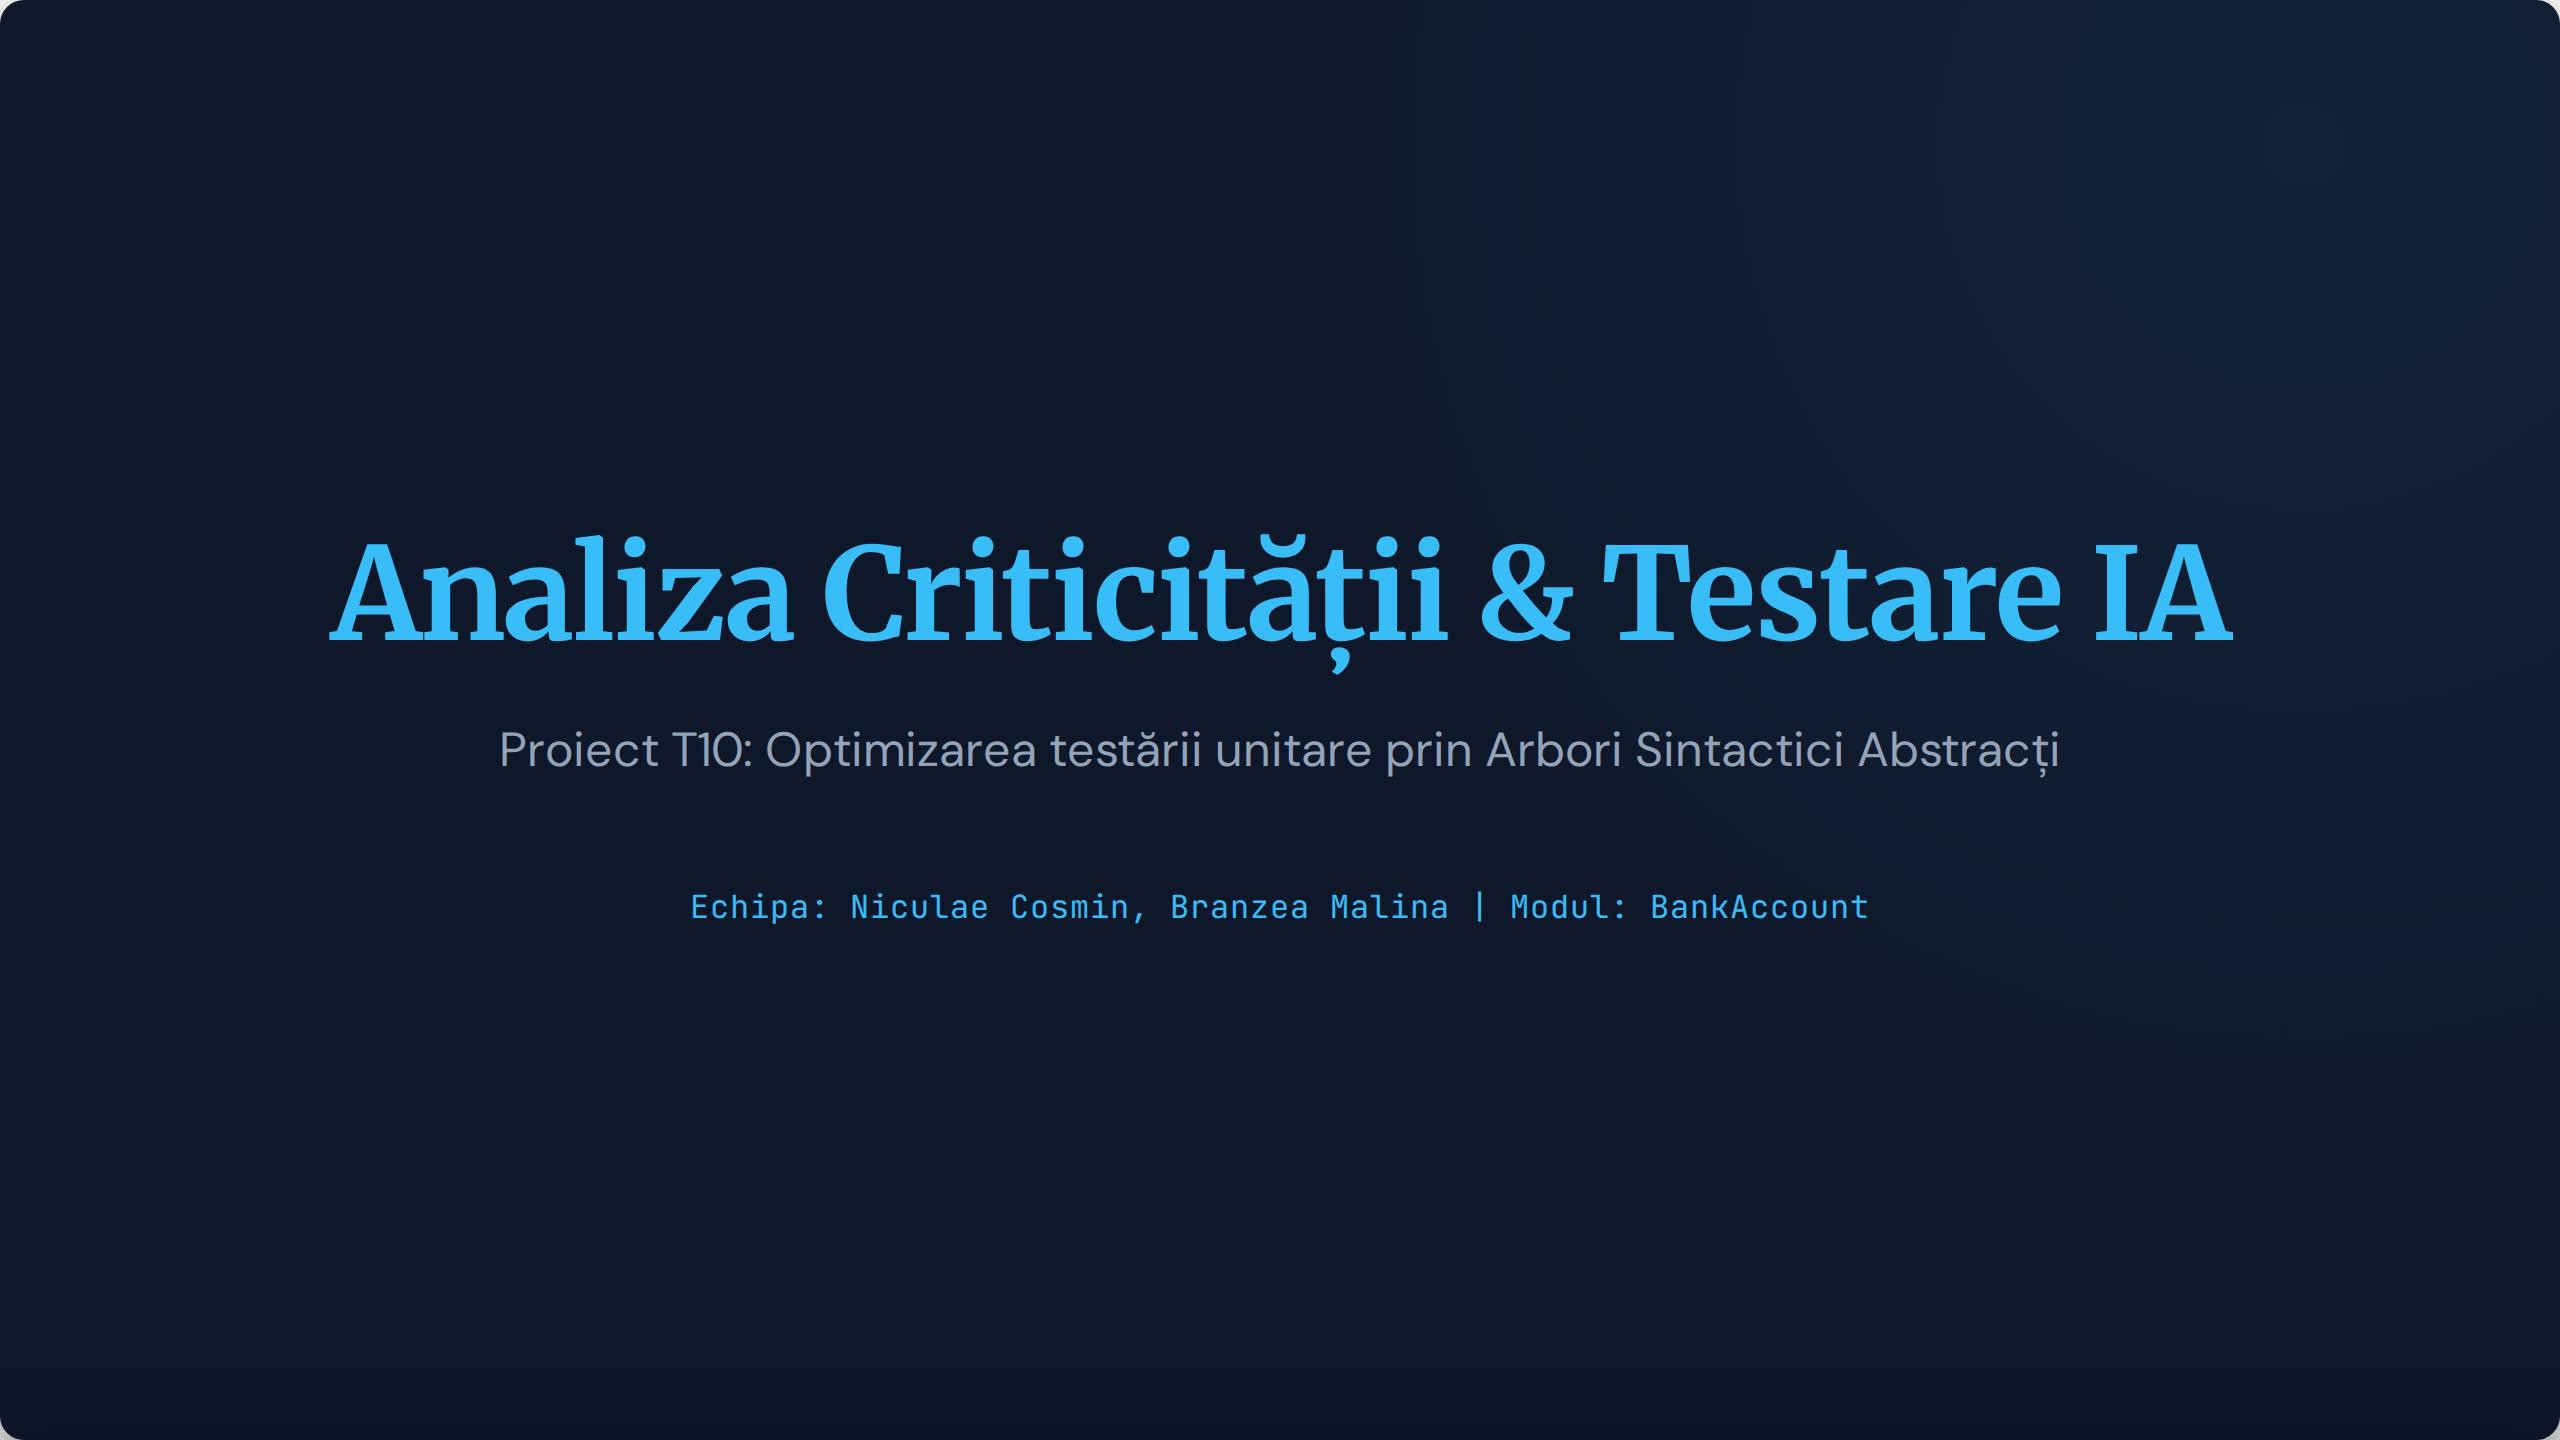 Analiza Criticității & Testare IA
Proiect T10: Optimizarea testării unitare prin Arbori Sintactici Abstracți
Echipa: Niculae Cosmin, Branzea Malina | Modul: BankAccount